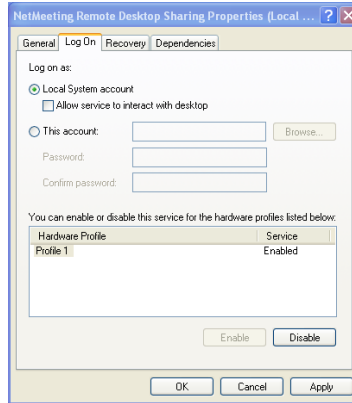 NetMeeting Remote Desktop Sharing Properties (Local ...
General Log On Recovery Dependencies
Log on as:
Local System account
Allow service to interact with desktop
This account:
Browse...
Password:
Confirm password:
You can enable or disable this service for the hardware profiles listed below:
Hardware Profile Service
Profile 1 Enabled
Enable Disable
OK Cancel Apply